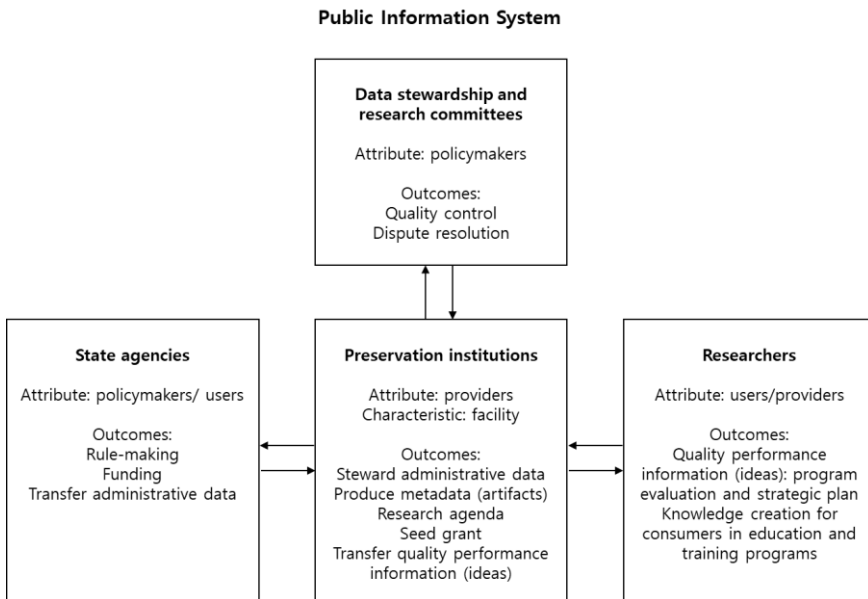 Public Information System
Data stewardship and
research committees
Attribute: policymakers
Outcomes:
Quality control
Dispute resolution
State agencies
Attribute: policymakers/ users
Outcomes:
Rule-making
Funding
Transfer administrative data
Preservation institutions
Attribute: providers
Characteristic: facility
Outcomes:
Steward administrative data
Produce metadata (artifacts)
Research agenda
Seed grant
Transfer quality performance
information (ideas)
Researchers
Attribute: users/providers
Outcomes:
Quality performance
information (ideas): program
evaluation and strategic plan
Knowledge creation for
consumers in education and
training programs